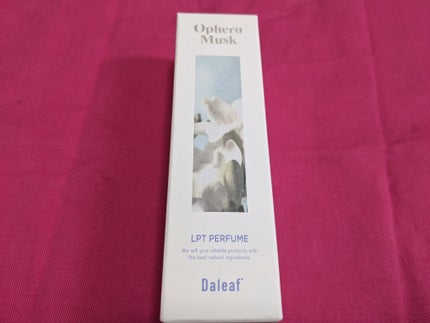 Ophero
Musk
LPT PERFUME
We will give reliable products with
the best natural ingredients.
Daleaf